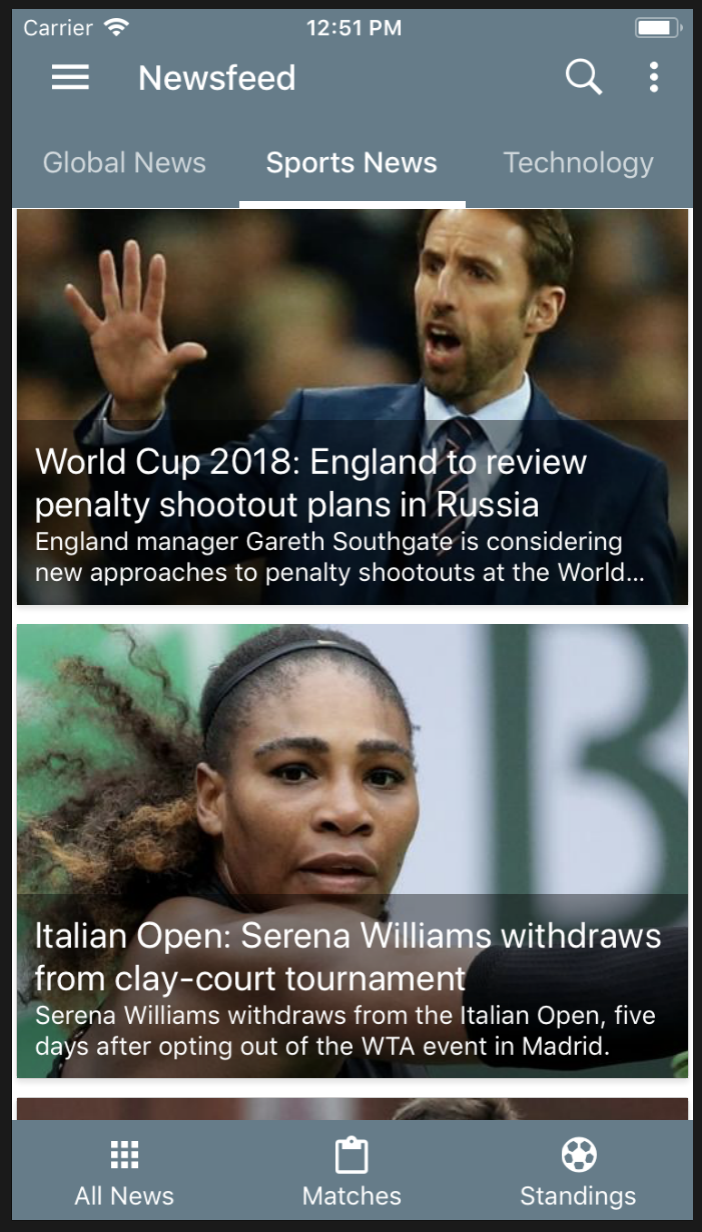 Carrier 12:51 PM
Newsfeed
Global News Sports News Technology
World Cup 2018: England to review
penalty shootout plans in Russia
England manager Gareth Southgate is considering
new approaches to penalty shootouts at the World...
Italian Open: Serena Williams withdraws
from clay-court tournament
Serena Williams withdraws from the Italian Open, five
days after opting out of the WTA event in Madrid.
All News Matches Standings